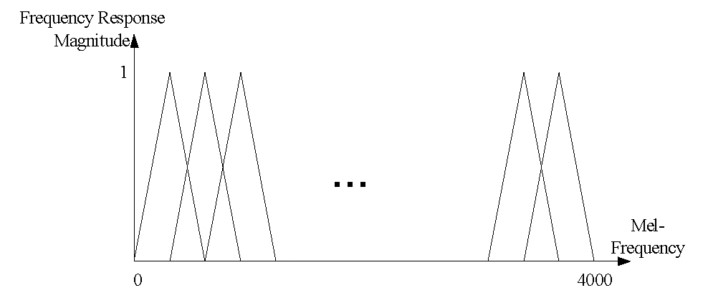 Frequency Response
Magnitude
1
...
Mel-
Frequency
0
4000